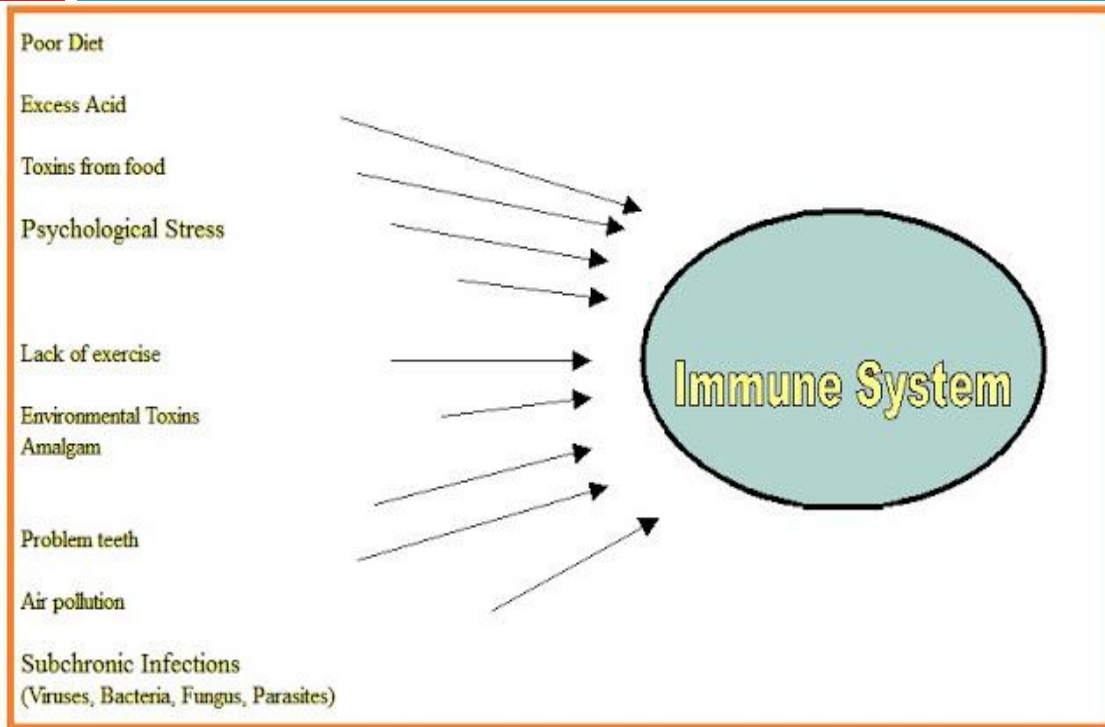 Poor Diet
Excess Acid
Toxins from food
Psychological Stress
Lack of exercise
Environmental Toxins
Amalgam
Problem teeth
Air pollution
Subchronic Infections
(Viruses, Bacteria, Fungus, Parasites)
Immune System